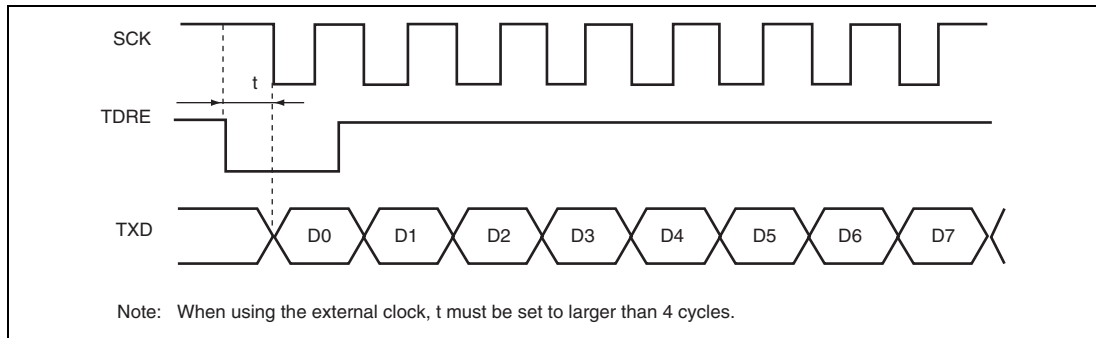 SCK
t
TDRE
TXD D0 D1 D2 D3 D4 D5 D6 D7
Note: When using the external clock, t must be set to larger than 4 cycles.